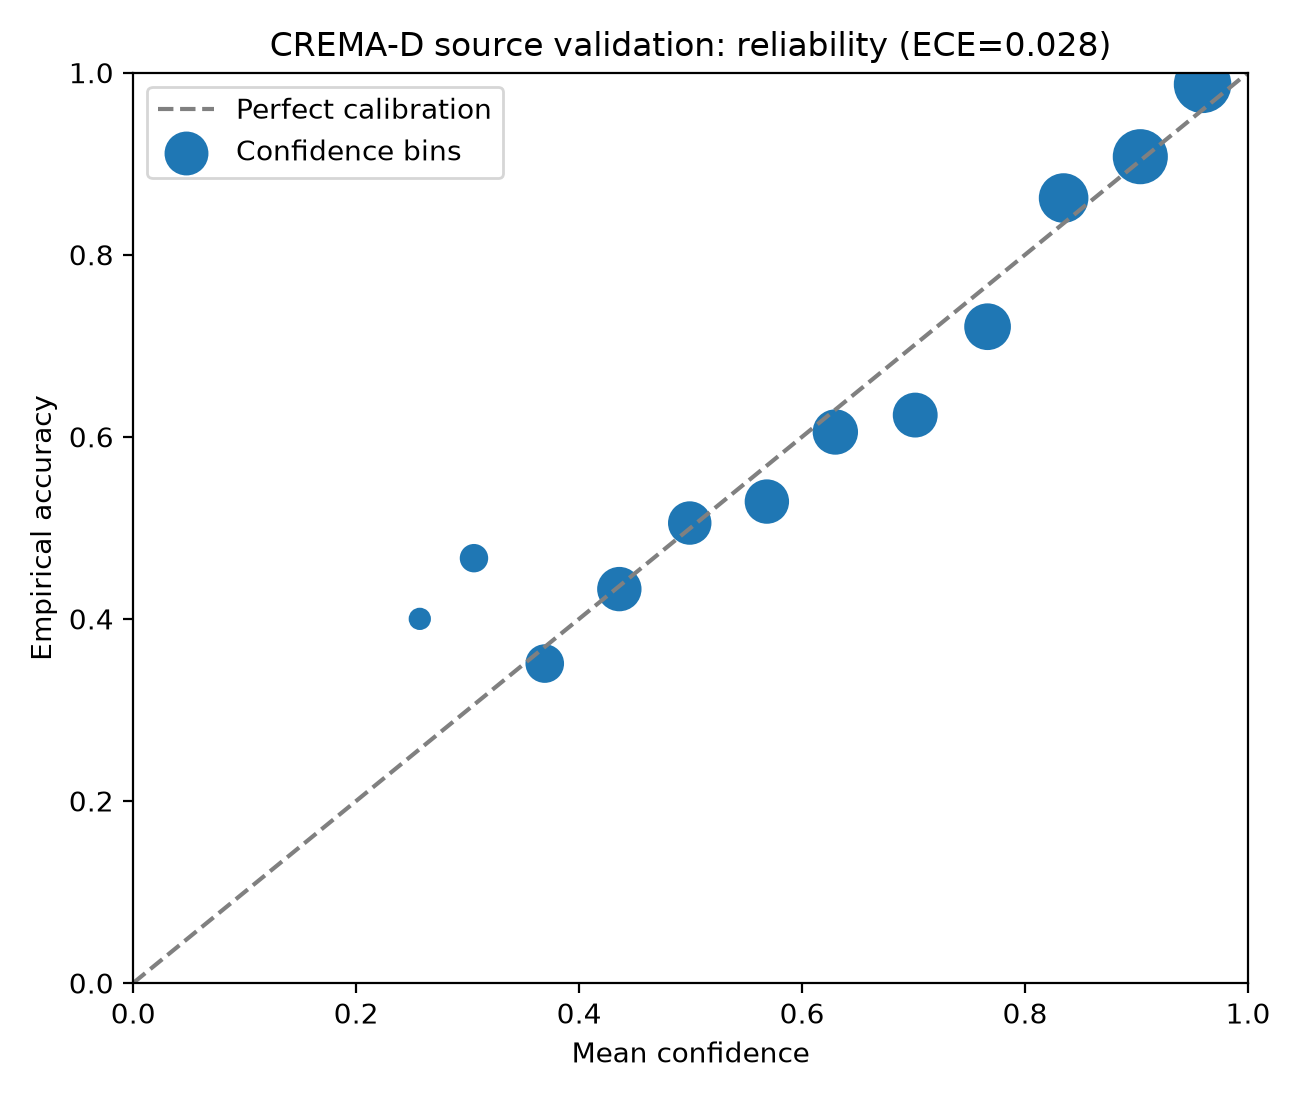 CREMA-D source validation: reliability (ECE=0.028)
Perfect calibration
Confidence bins
Empirical accuracy
1.0
0.8
0.6
0.4
0.2
0.0
0.0 0.2 0.4 0.6 0.8 1.0
Mean confidence